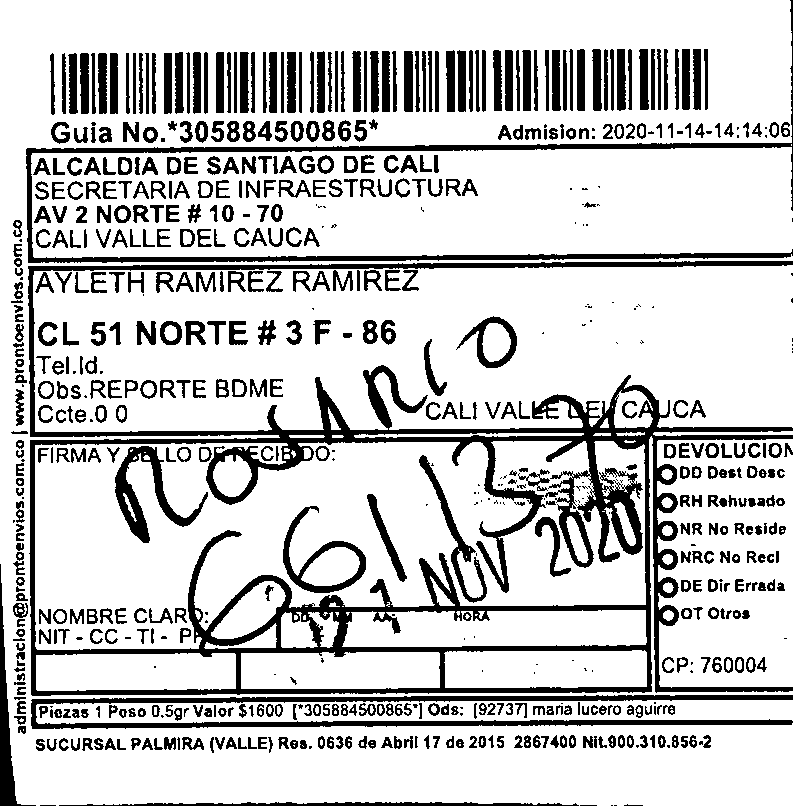 Guia No.*305884500865*
Admision: 2020-11-14-14:14:06
ALCALDIA DE SANTIAGO DE CALI
SECRETARIA DE INFRAESTRUCTURA
AV 2 NORTE # 10 - 70
CALI VALLE DEL CAUCA
AYLETH RAMIREZ RAMIREZ
CL 51 NORTE # 3 F - 86
Tel.Id.
Obs.REPORTE BDME
Ccte.0 0
CALI VALLE DEL CAUCA
ROSARIO
FIRMA Y SELLO DE RECIBIDO:
661
NOV 2020
NOMBRE CLARO:
NIT - CC - TI -
DD MM AA HORA
DEVOLUCION
DD Dest Desc
RH Rehusado
NR No Reside
NRC No Recl
DE Dir Errada
OT Otros
CP: 760004
Piezas 1 Peso 0.5gr Valor $1600 [*305884500865*] Ods: [92737] maria lucero aguirre
SUCURSAL PALMIRA (VALLE) Res. 0636 de Abril 17 de 2015 2867400 Nit.900.310.856-2
administracion@prontoenvios.com.co | www.prontoenvios.com.co